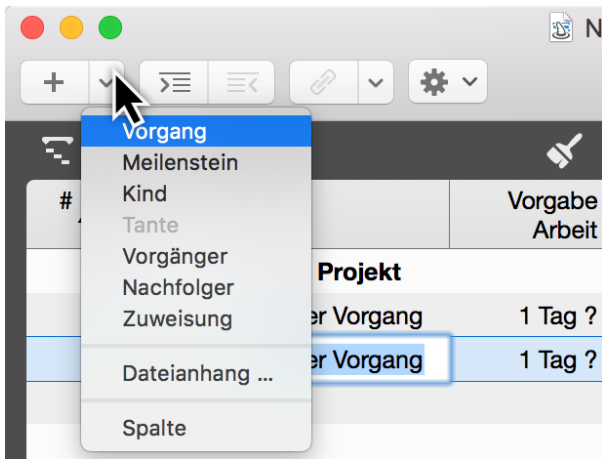 N
Vorgang
Meilenstein
Kind
Tante
Vorgänger
Nachfolger
Zuweisung
Dateianhang ...
Spalte
#
Vorgabe
Arbeit
Projekt
er Vorgang 1 Tag ?
er Vorgang 1 Tag ?